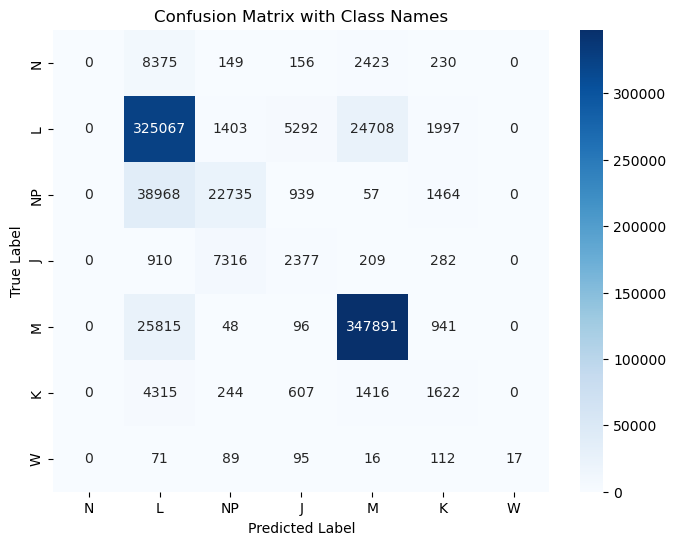 Confusion Matrix with Class Names
N 0 8375 149 156 2423 230 0
L 0 325067 1403 5292 24708 1997 0
NP 0 38968 22735 939 57 1464 0
J 0 910 7316 2377 209 282 0
M 0 25815 48 96 347891 941 0
K 0 4315 244 607 1416 1622 0
W 0 71 89 95 16 112 17
N L NP J M K W
Predicted Label
True Label
300000
250000
200000
150000
100000
50000
0